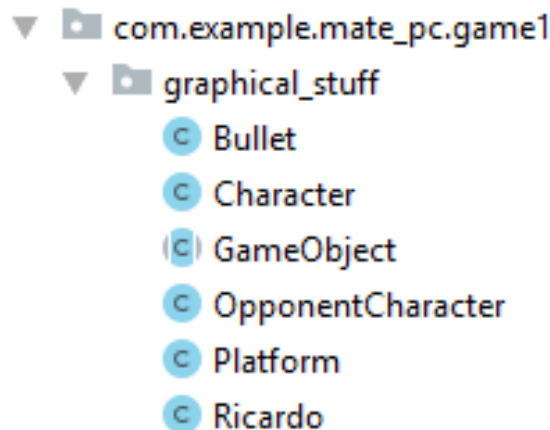 com.example.mate_pc.game1
graphical_stuff
C Bullet
C Character
C GameObject
C OpponentCharacter
C Platform
C Ricardo